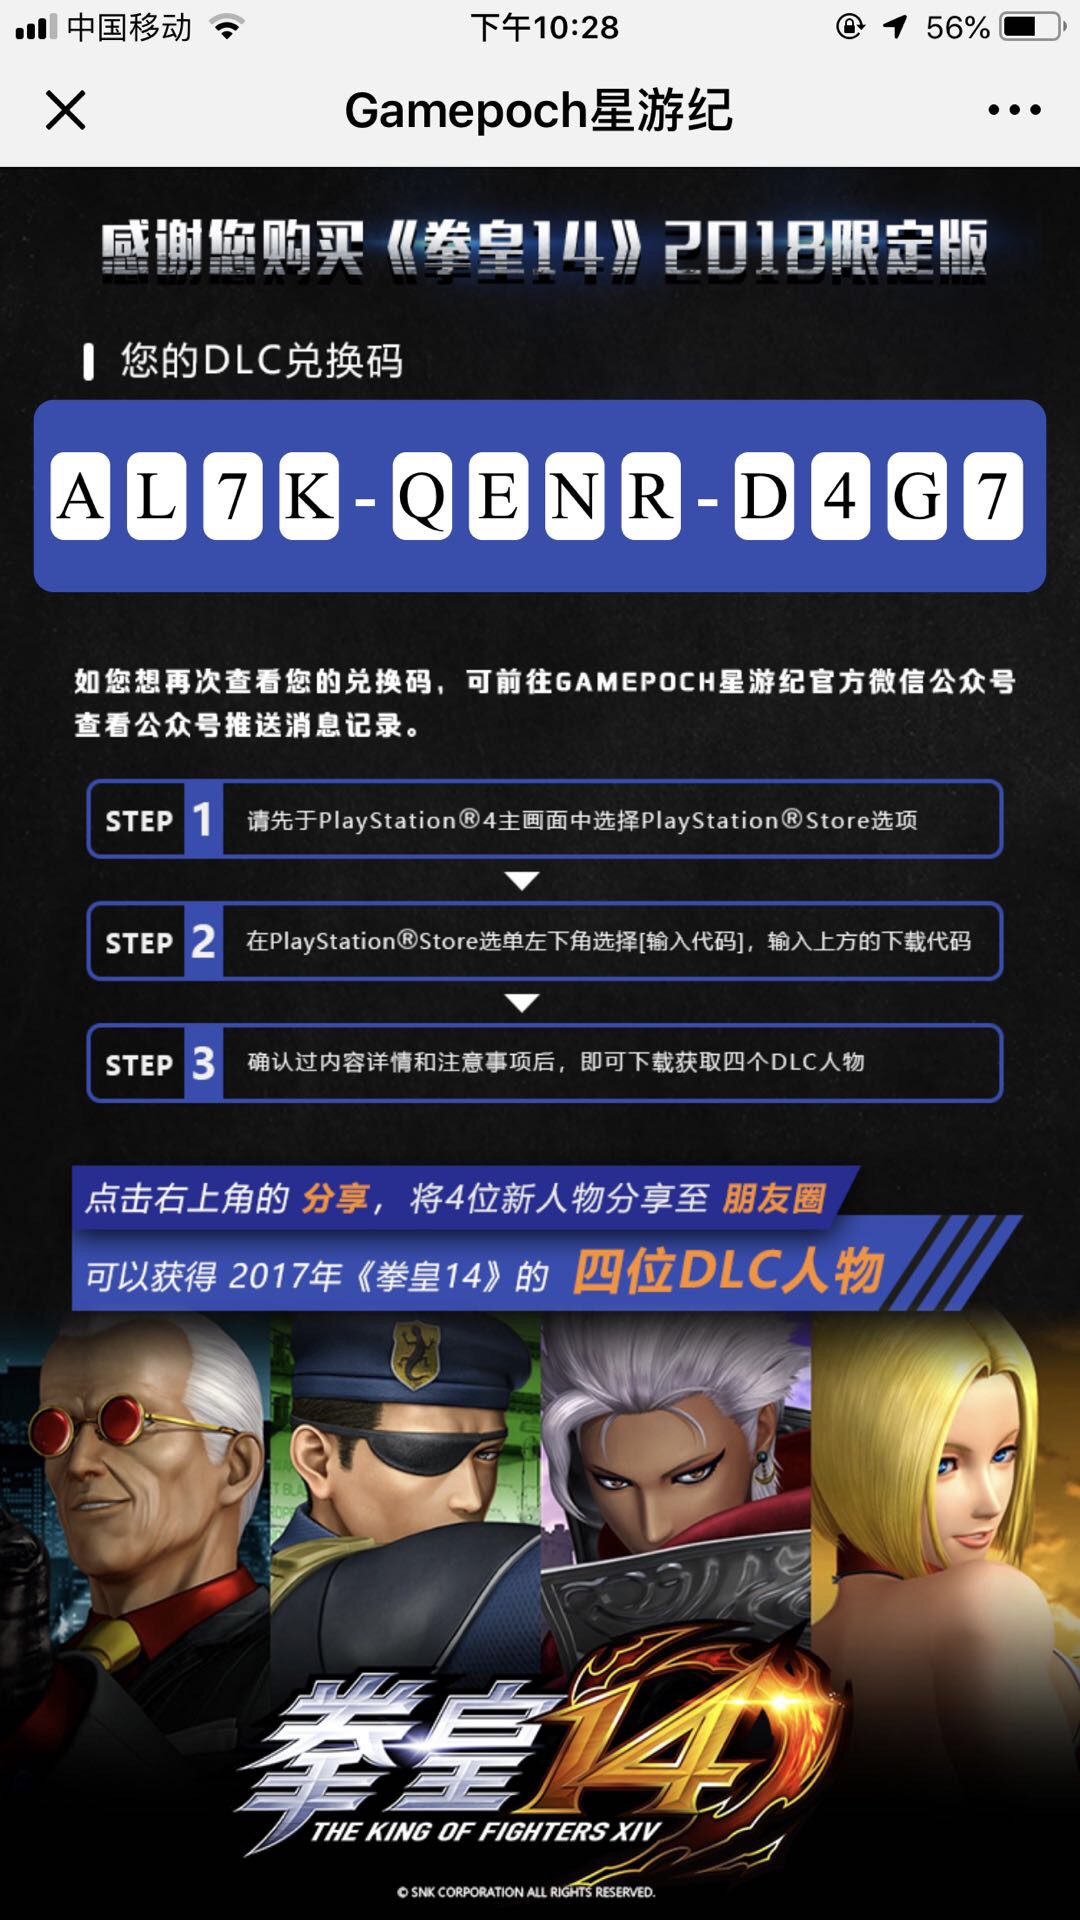 中国移动 下午10:28 56%
Gamepoch星游纪
感谢您购买《拳皇14》2018限定版
您的DLC兑换码
AL7K-QENR-D4G7
如您想再次查看您的兑换码，可前往GAMEPOCH星游纪官方微信公众号
查看公众号推送消息记录。
STEP 1 请先于PlayStation®4主画面中选择PlayStation®Store选项
STEP 2 在PlayStation®Store选单左下角选择[输入代码]，输入上方的下载代码
STEP 3 确认过内容详情和注意事项后，即可下载获取四个DLC人物
点击右上角的 分享，将4位新人物分享至 朋友圈
可以获得 2017年《拳皇14》的 四位DLC人物
拳皇14
THE KING OF FIGHTERS XIV
© SNK CORPORATION ALL RIGHTS RESERVED.